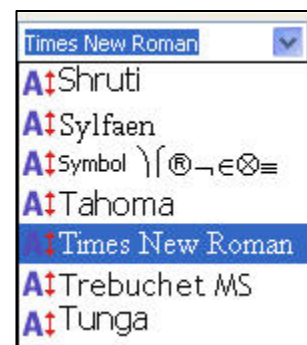 Times New Roman
A↕Shruti
A↕Sylfaen
A↕Symbol ⎞⌠®¬∈⊗≡
A↕Tahoma
A↕Times New Roman
A↕Trebuchet MS
A↕Tunga